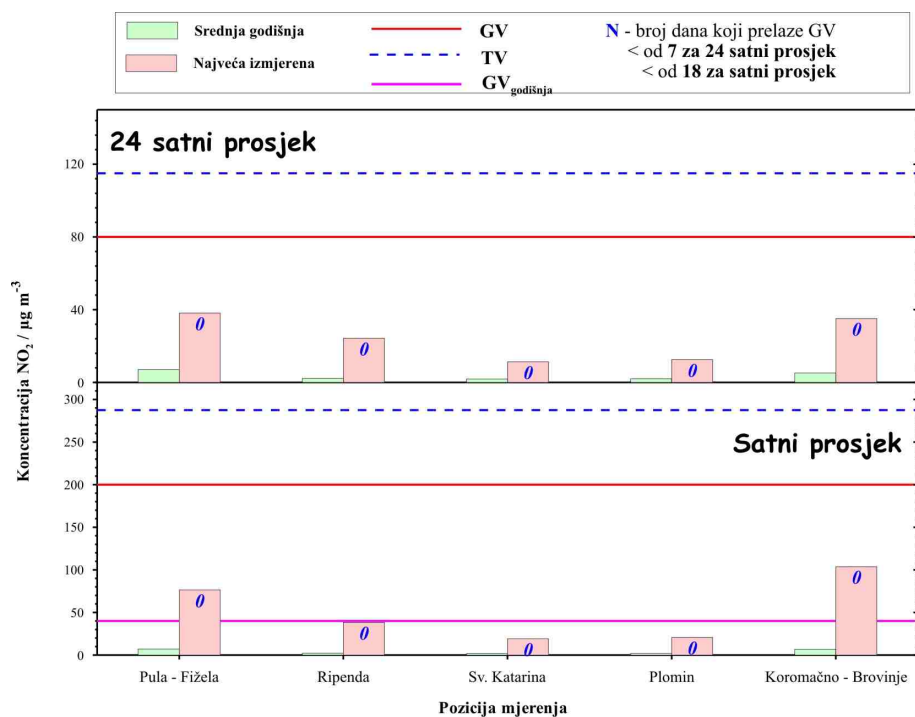 Srednja godišnja
Najveća izmjerena
GV
TV
GVgodišnja
N - broj dana koji prelaze GV
< od 7 za 24 satni prosjek
< od 18 za satni prosjek
24 satni prosjek
120
80
40
0
0
0
0
0
0
300
250
200
150
100
50
0
Satni prosjek
0
0
0
0
0
Koncentracija NO₂ / µg m⁻³
Pula - Fižela
Ripenda
Sv. Katarina
Plomin
Koromačno - Brovinje
Pozicija mjerenja